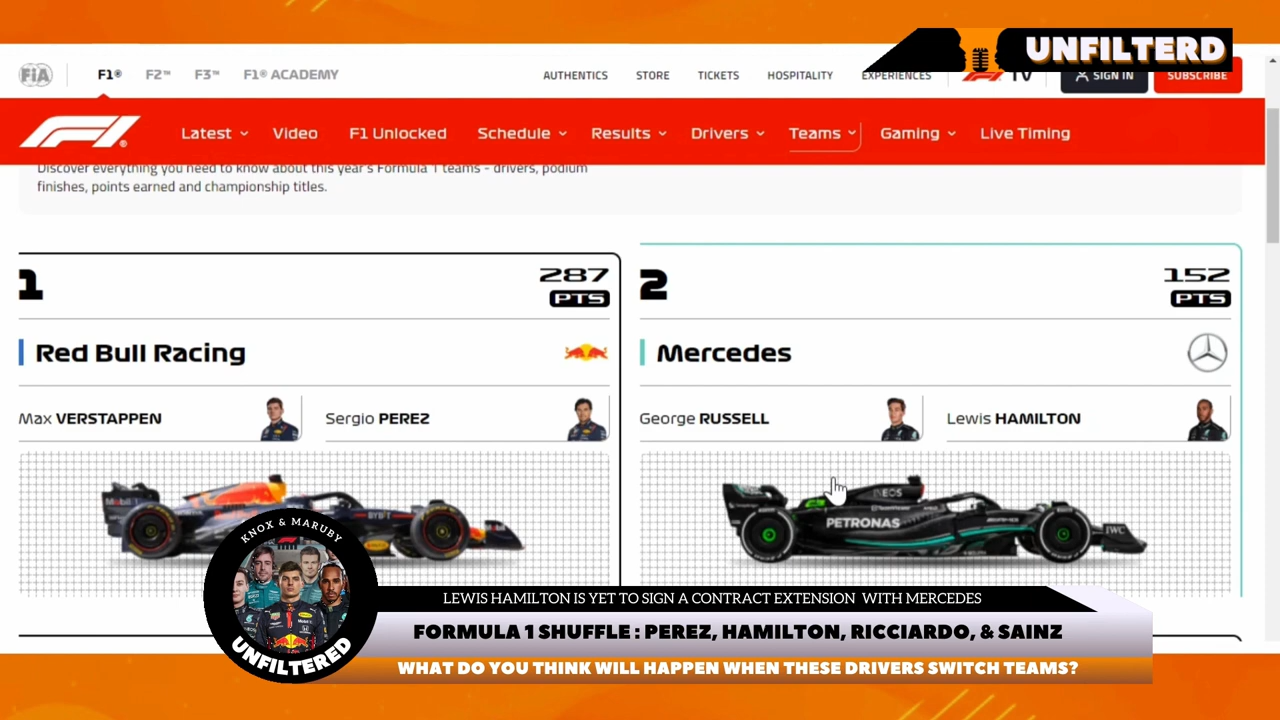 UNFILTERD
FIA
F1® F2™ F3™ F1® ACADEMY AUTHENTICS STORE TICKETS HOSPITALITY EXPERIENCES TV SIGN IN SUBSCRIBE
Latest Video F1 Unlocked Schedule Results Drivers Teams Gaming Live Timing
Discover everything you need to know about this year's Formula 1 teams - drivers, podium
finishes, points earned and championship titles.
1 287 PTS
2 152 PTS
Red Bull Racing
Mercedes
Max VERSTAPPEN Sergio PEREZ
George RUSSELL Lewis HAMILTON
Mobil 1
BYBIT
INEOS
PETRONAS
IWC
KNOX & MARUBY
UNFILTERED
LEWIS HAMILTON IS YET TO SIGN A CONTRACT EXTENSION WITH MERCEDES
FORMULA 1 SHUFFLE : PEREZ, HAMILTON, RICCIARDO, & SAINZ
WHAT DO YOU THINK WILL HAPPEN WHEN THESE DRIVERS SWITCH TEAMS?